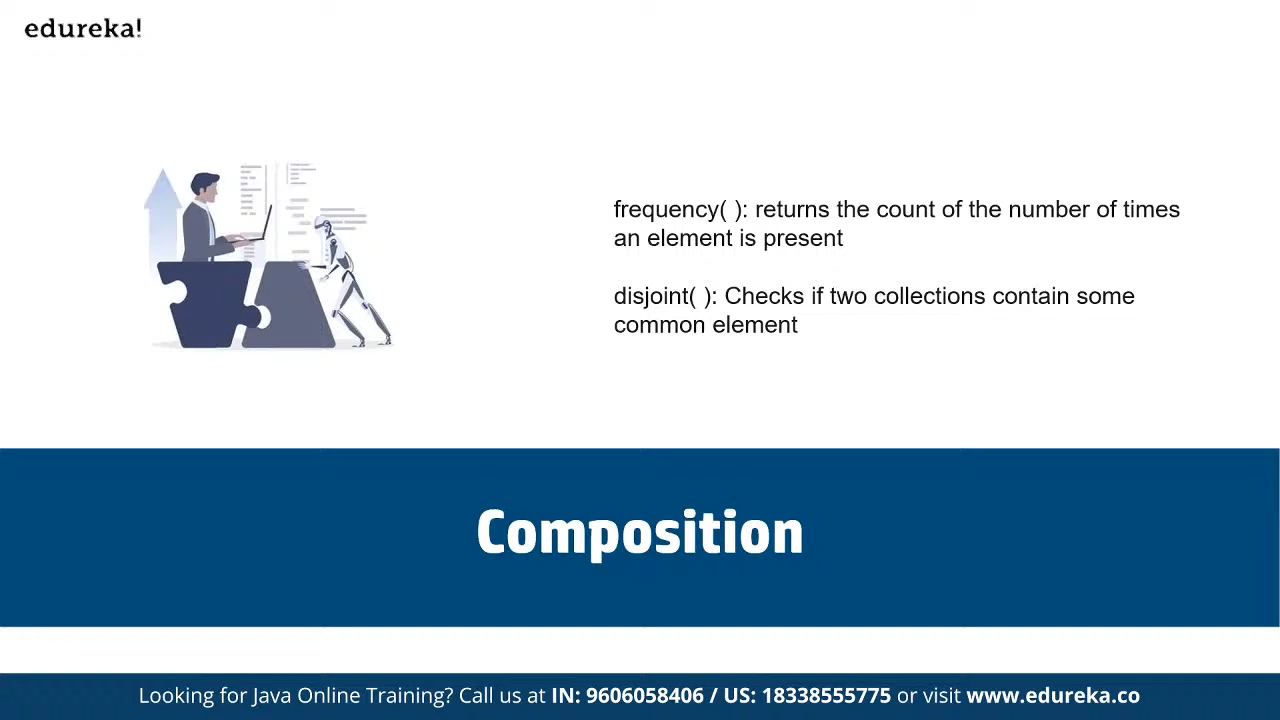 edureka!
frequency( ): returns the count of the number of times
an element is present
disjoint( ): Checks if two collections contain some
common element
Composition
Looking for Java Online Training? Call us at IN: 9606058406 / US: 18338555775 or visit www.edureka.co